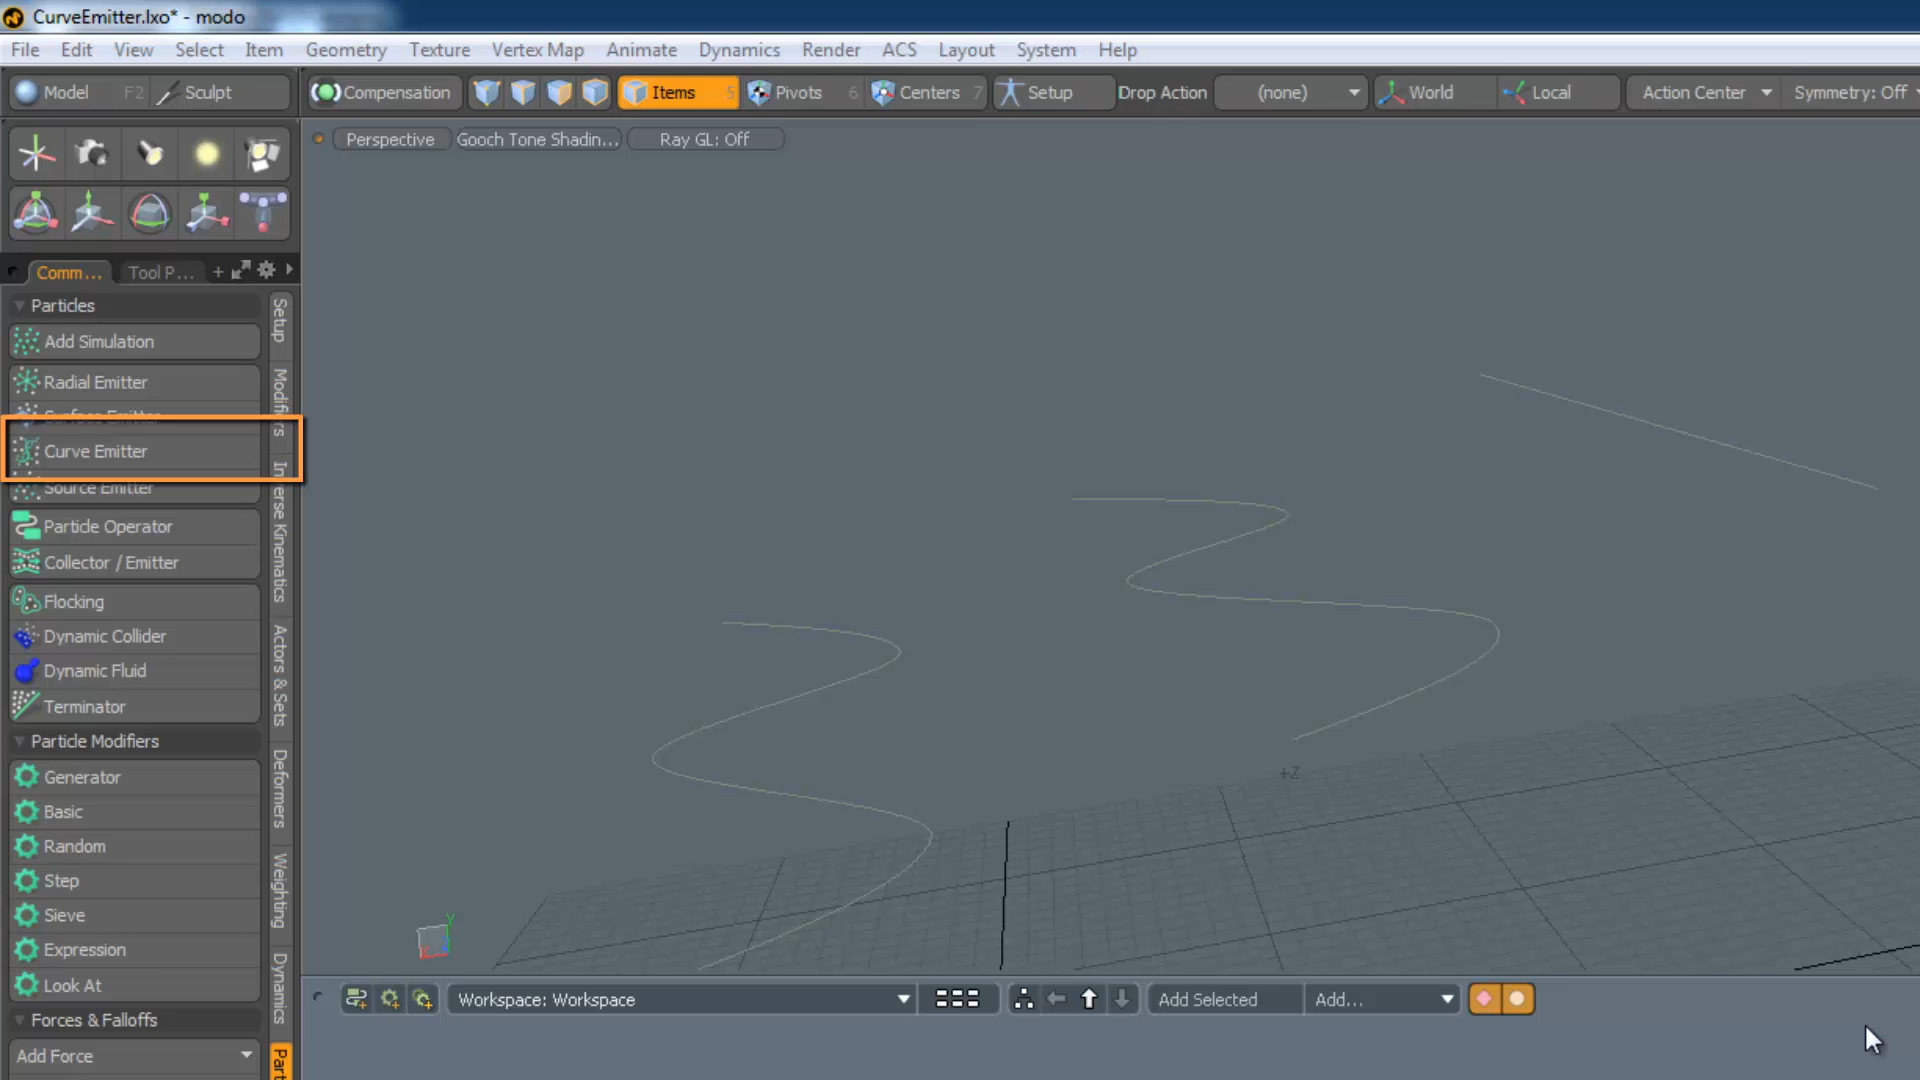 CurveEmitter.lxo* - modo
File Edit View Select Item Geometry Texture Vertex Map Animate Dynamics Render ACS Layout System Help
Model F2 Sculpt Compensation Items 5 Pivots 6 Centers 7 Setup Drop Action (none) World Local Action Center Symmetry: Off
Perspective Gooch Tone Shadin... Ray GL: Off
Comm... Tool P... +
Particles
Add Simulation
Radial Emitter
Surface Emitter
Curve Emitter
Source Emitter
Particle Operator
Collector / Emitter
Flocking
Dynamic Collider
Dynamic Fluid
Terminator
Particle Modifiers
Generator
Basic
Random
Step
Sieve
Expression
Look At
Forces & Falloffs
Add Force
Setup
Modifiers
Inverse Kinematics
Actors & Sets
Deformers
Weighting
Dynamics
Part
+Z
Y
Workspace: Workspace Add Selected Add...